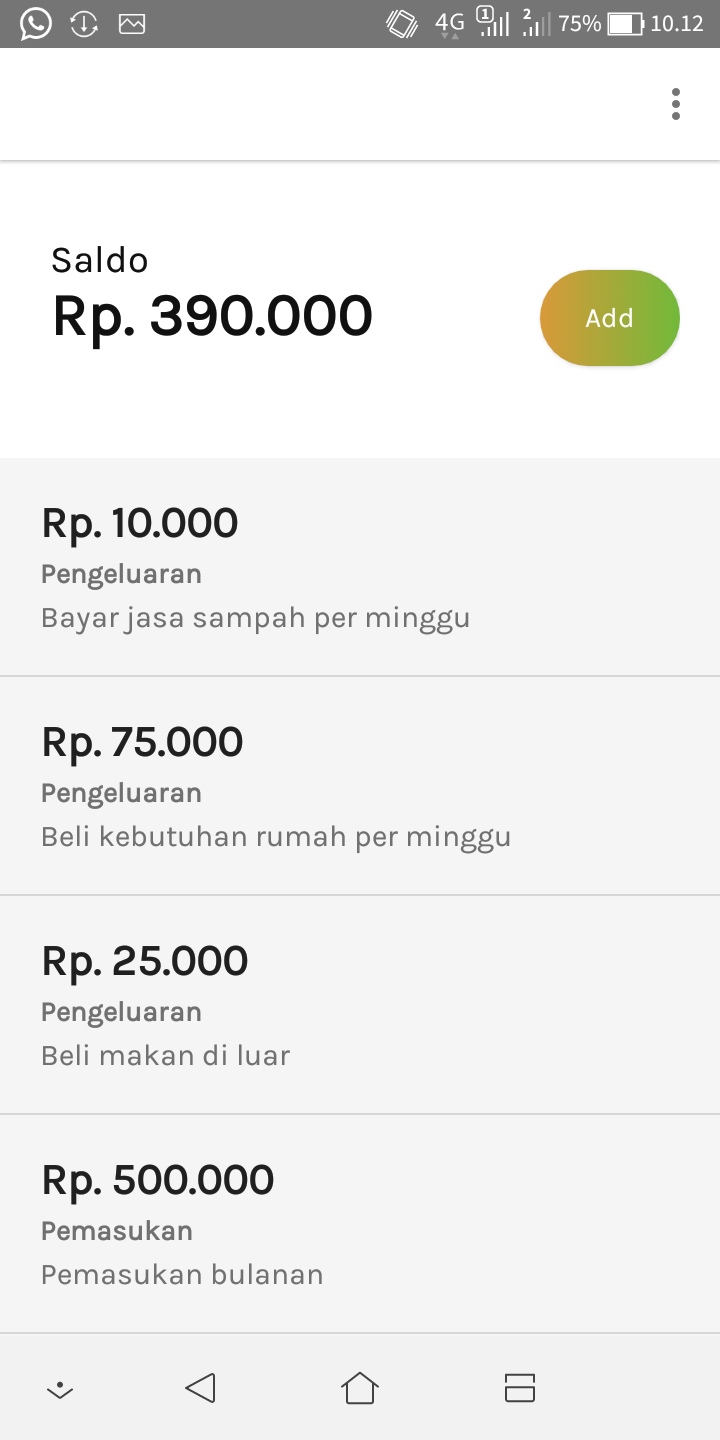 4G 1 2 75% 10.12
Saldo
Rp. 390.000
Add
Rp. 10.000
Pengeluaran
Bayar jasa sampah per minggu
Rp. 75.000
Pengeluaran
Beli kebutuhan rumah per minggu
Rp. 25.000
Pengeluaran
Beli makan di luar
Rp. 500.000
Pemasukan
Pemasukan bulanan